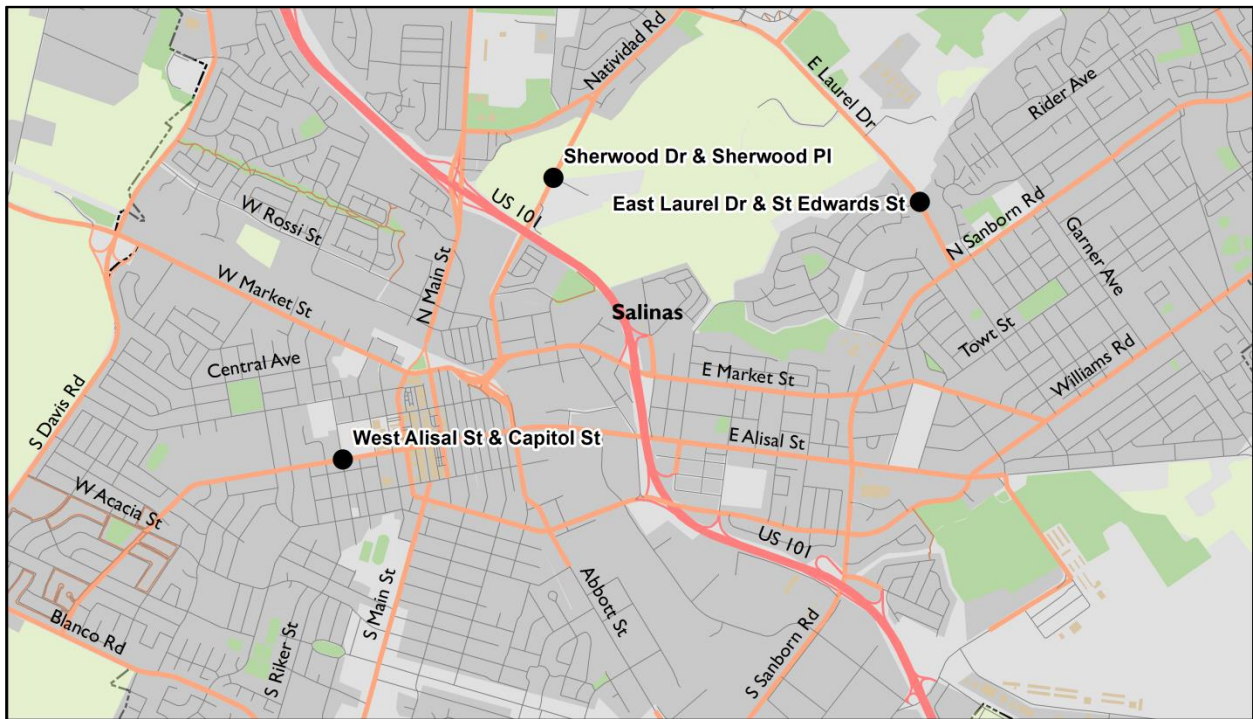 Natividad Rd
E Laurel Dr
Rider Ave
Sherwood Dr & Sherwood Pl
East Laurel Dr & St Edwards St
US 101
W Rossi St
N Sanborn Rd
Garner Ave
W Market St
N Main St
Salinas
Towt St
Central Ave
E Market St
Williams Rd
S Davis Rd
West Alisal St & Capitol St
E Alisal St
W Acacia St
US 101
S Main St
Abbott St
Blanco Rd
S Riker St
S Sanborn Rd